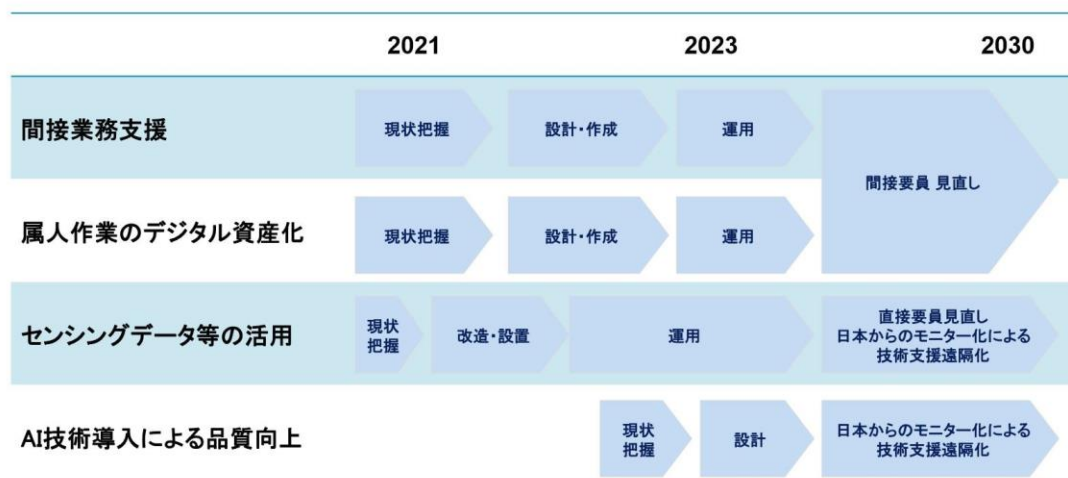 2021 2023 2030
間接業務支援
現状把握
設計・作成
運用
間接要員 見直し
属人作業のデジタル資産化
現状把握
設計・作成
運用
センシングデータ等の活用
現状
把握
改造・設置
運用
直接要員見直し
日本からのモニター化による
技術支援遠隔化
AI技術導入による品質向上
現状
把握
設計
日本からのモニター化による
技術支援遠隔化